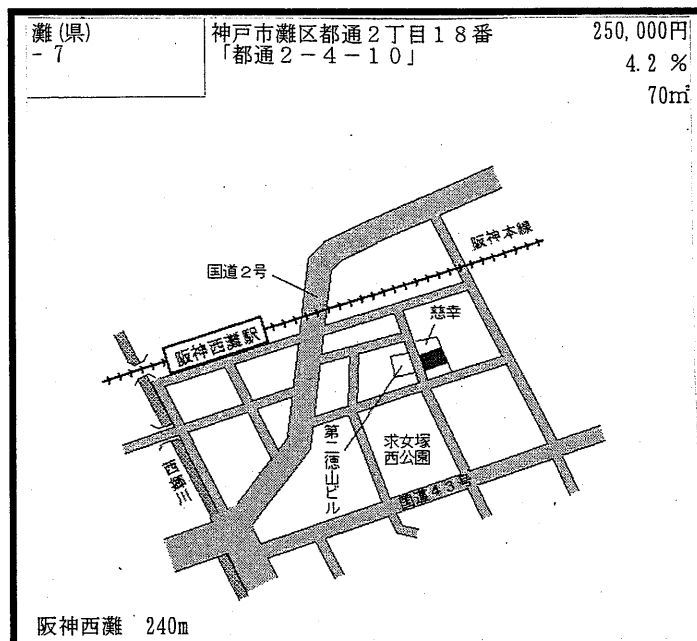 灘(県)
- 7
神戸市灘区都通2丁目18番
「都通2-4-10」
250,000円
4.2 %
70㎡
阪神本線
国道2号
慈幸
阪神西灘駅
第二徳山ビル
求女塚
西公園
西郷川
国道43号
阪神西灘 240m